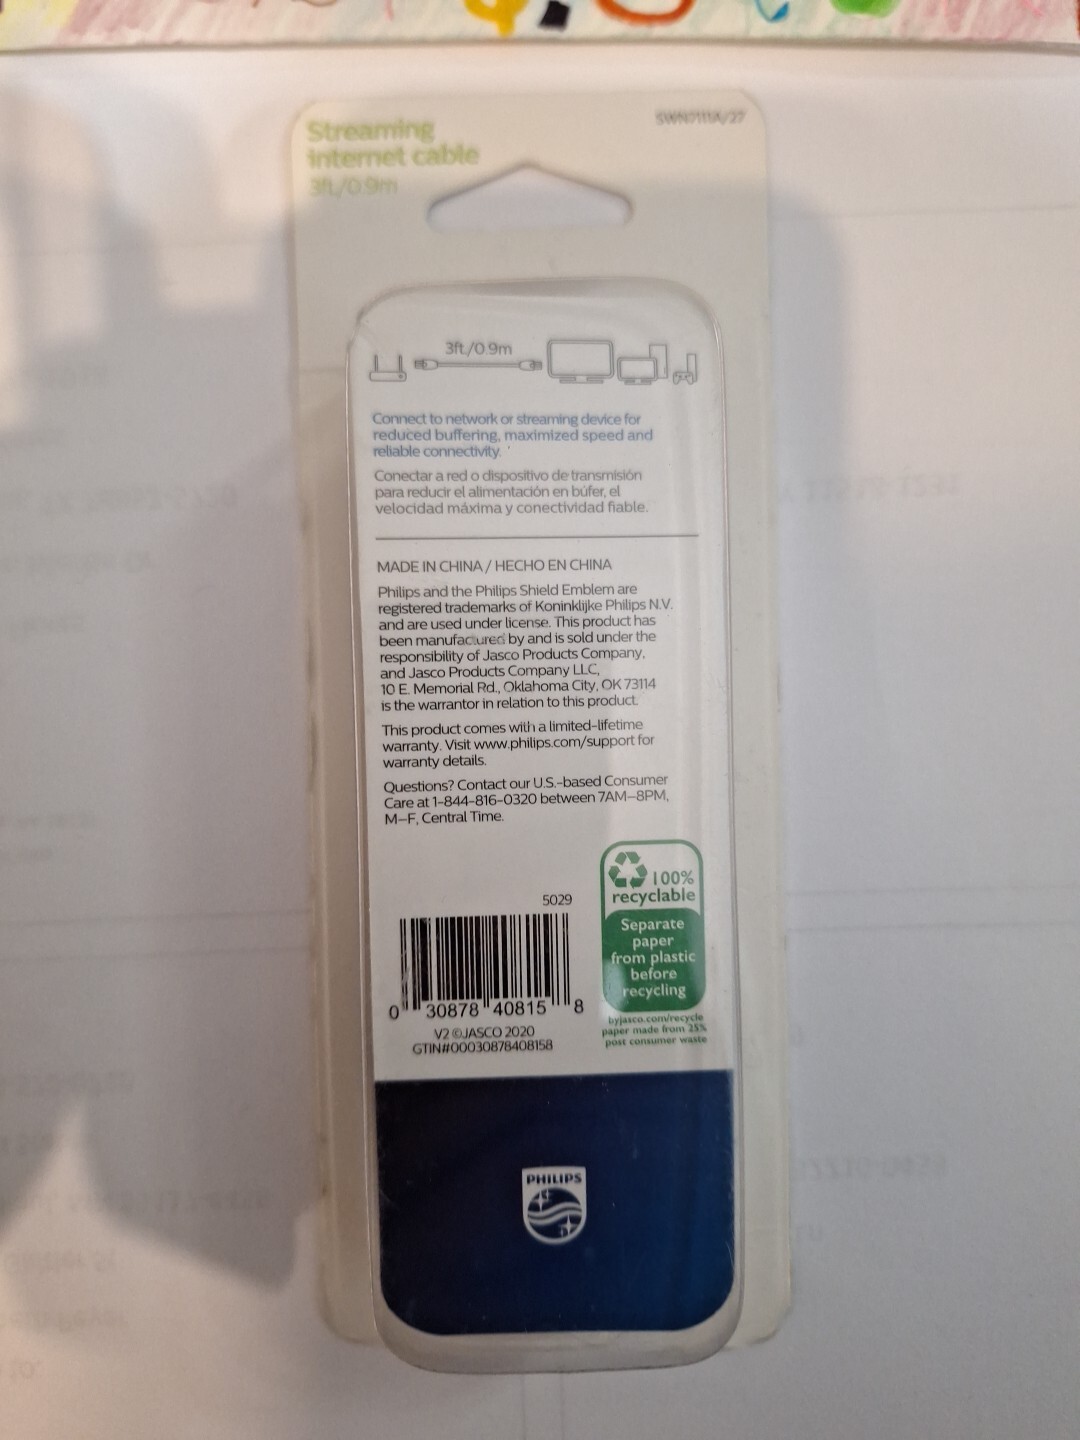 Streaming
internet cable
3ft./0.9m
3ft./0.9m
Connect to network or streaming device for
reduced buffering, maximized speed and
reliable connectivity.
Conectar a red o dispositivo de transmisión
para reducir el alimentación en búfer, el
velocidad máxima y conectividad fiable.
MADE IN CHINA / HECHO EN CHINA
Philips and the Philips Shield Emblem are
registered trademarks of Koninklijke Philips N.V.
and are used under license. This product has
been manufactured by and is sold under the
responsibility of Jasco Products Company,
and Jasco Products Company LLC,
10 E. Memorial Rd., Oklahoma City, OK 73114
is the warrantor in relation to this product.
This product comes with a limited-lifetime
warranty. Visit www.philips.com/support for
warranty details.
Questions? Contact our U.S.-based Consumer
Care at 1-844-816-0320 between 7AM–8PM,
M–F, Central Time.
100%
recyclable
Separate
paper
from plastic
before
recycling
byjasco.com/recycle
paper made from 25%
post consumer waste
5029
0 30878 40815 8
V2 ©JASCO 2020
GTIN#00030878408158
PHILIPS